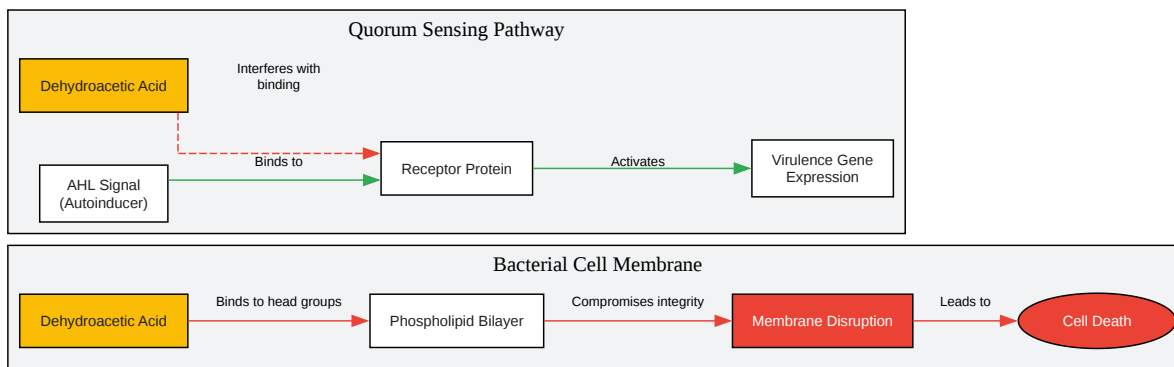 Quorum Sensing Pathway
Dehydroacetic Acid
Interferes with
binding
Binds to
Receptor Protein
Activates
Virulence Gene
Expression
AHL Signal
(Autoinducer)
Bacterial Cell Membrane
Dehydroacetic Acid
Binds to head groups
Phospholipid Bilayer
Compromises integrity
Membrane Disruption
Leads to
Cell Death